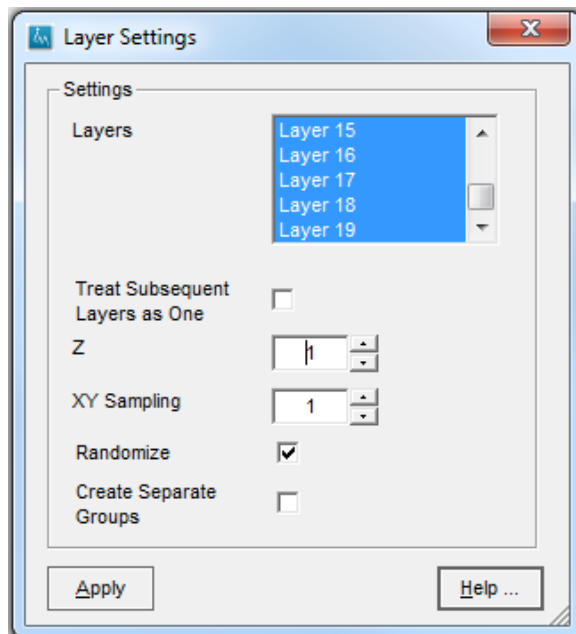 Layer Settings
Settings
Layers
Layer 15
Layer 16
Layer 17
Layer 18
Layer 19
Treat Subsequent
Layers as One
Z
1
XY Sampling
1
Randomize
Create Separate
Groups
Apply
Help ...